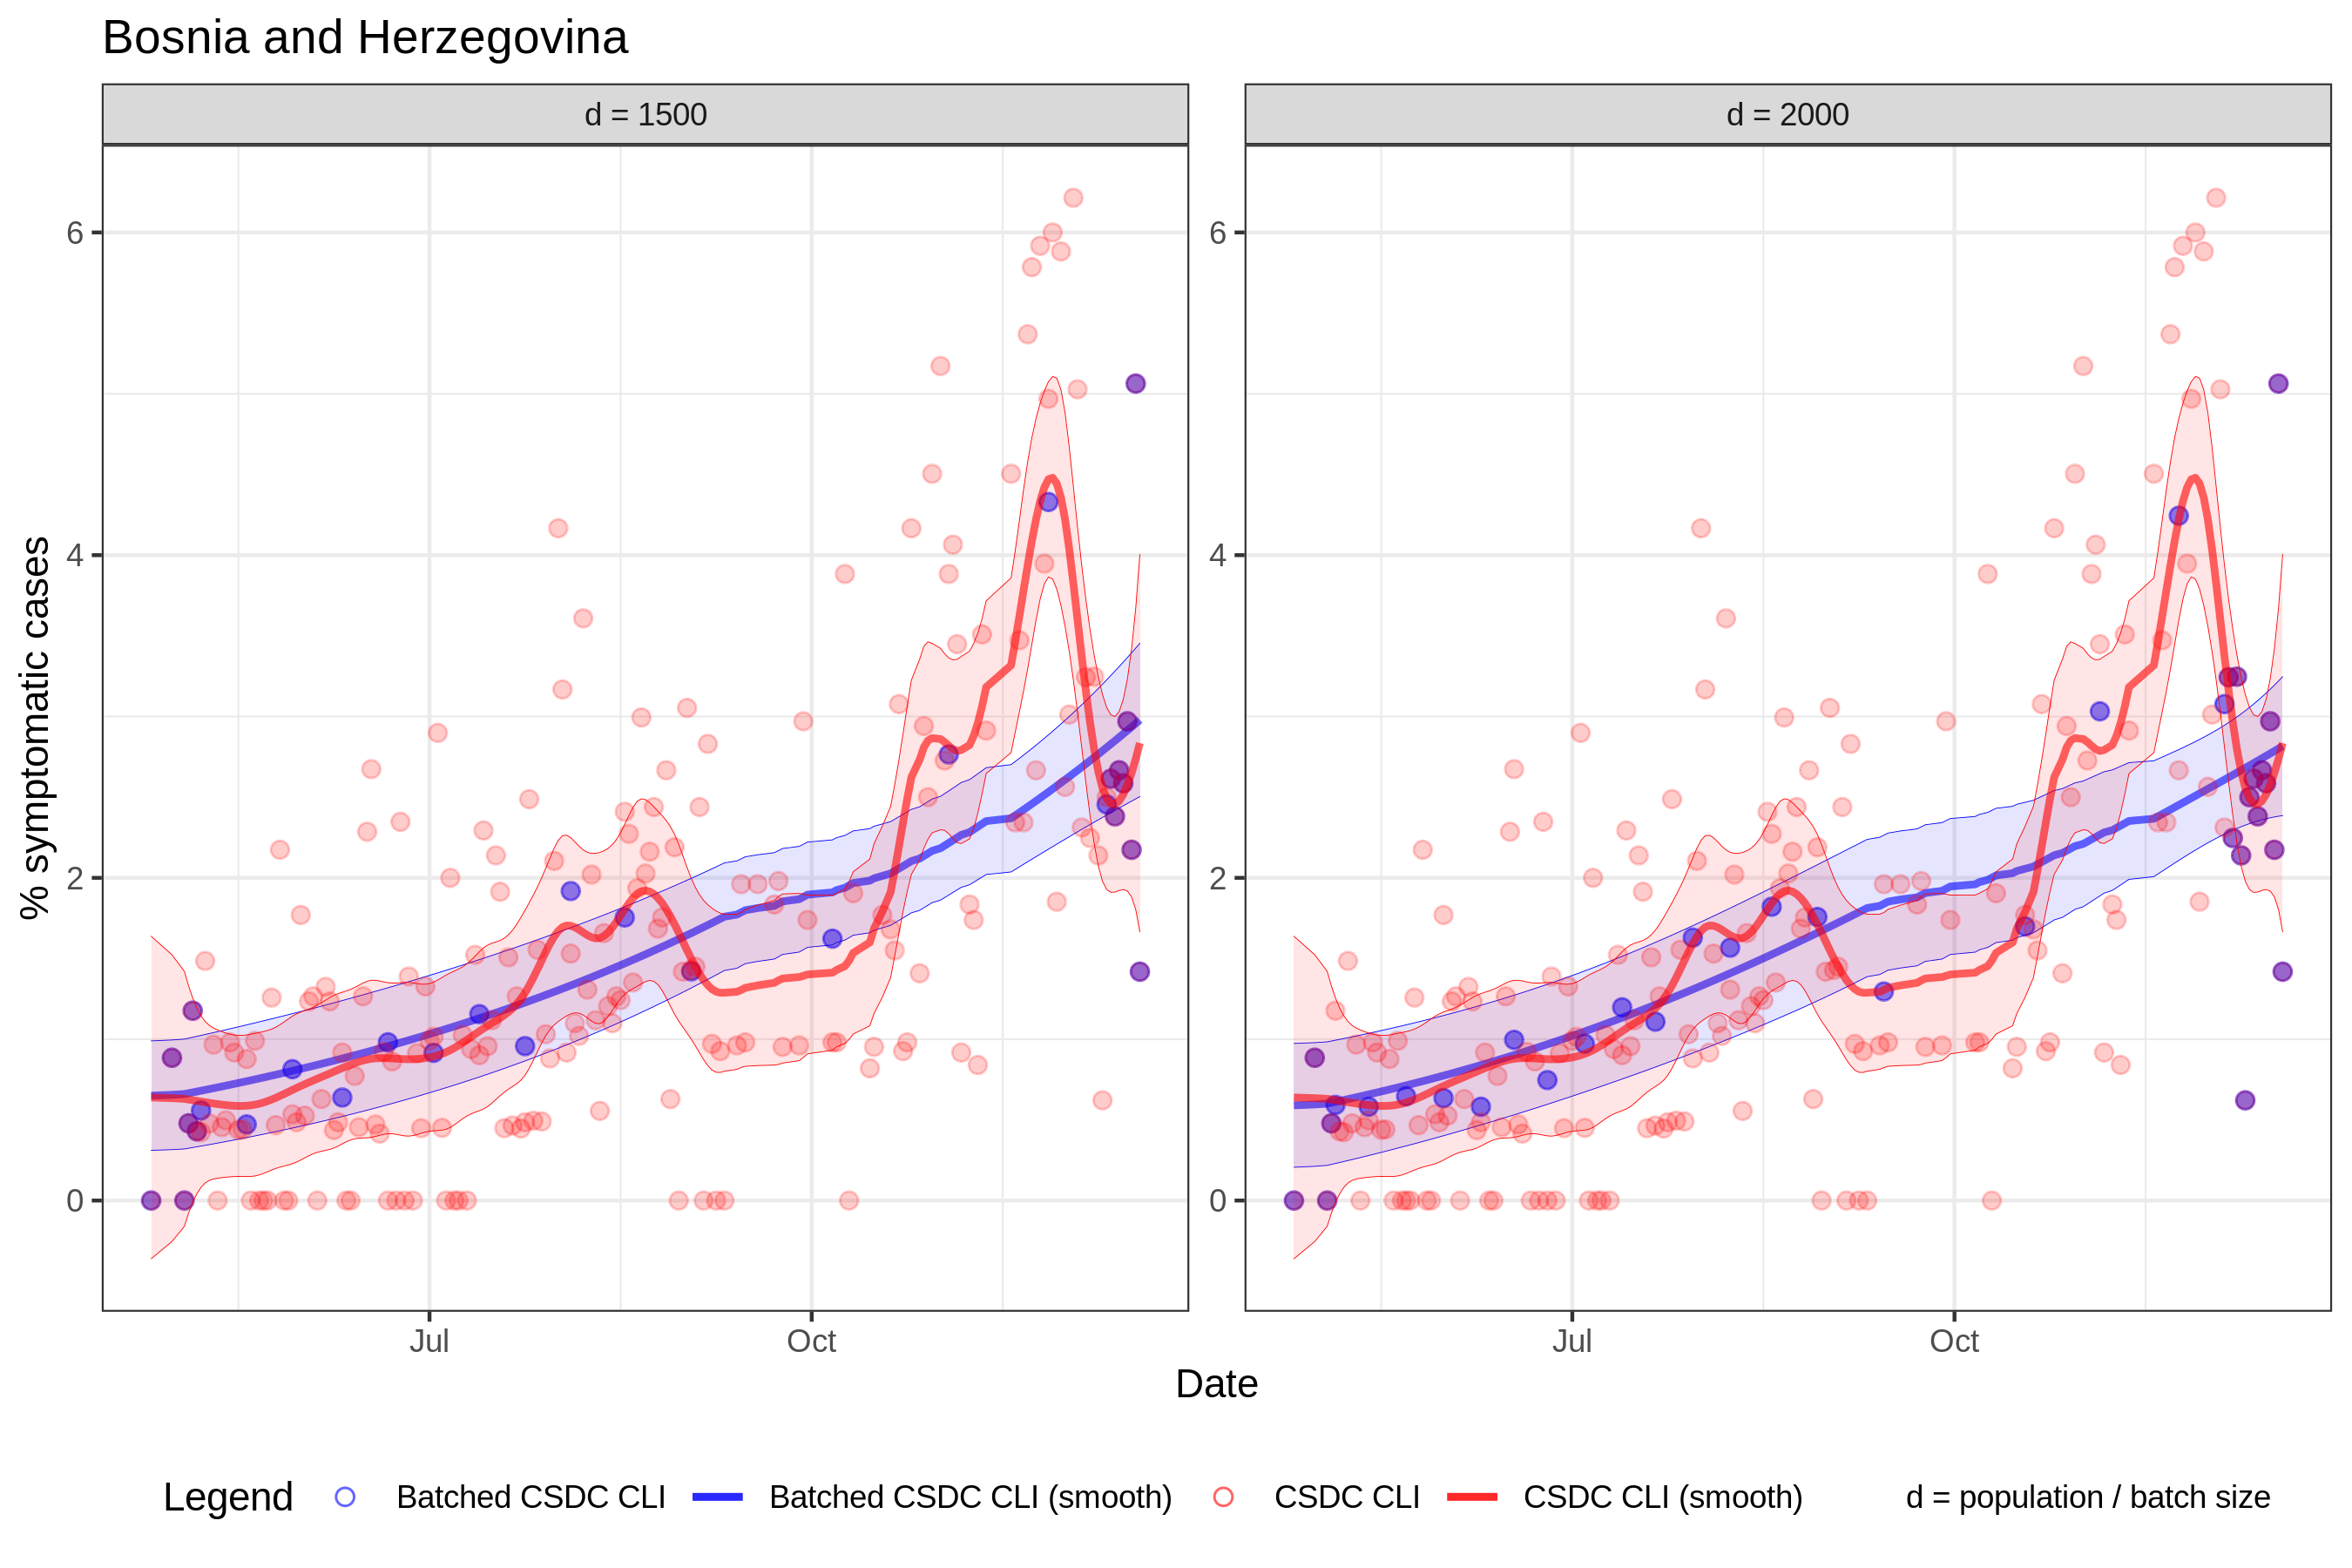 Bosnia and Herzegovina
d = 1500
d = 2000
% symptomatic cases
6
4
2
0
6
4
2
0
Jul
Oct
Jul
Oct
Date
Legend
Batched CSDC CLI
Batched CSDC CLI (smooth)
CSDC CLI
CSDC CLI (smooth)
d = population / batch size